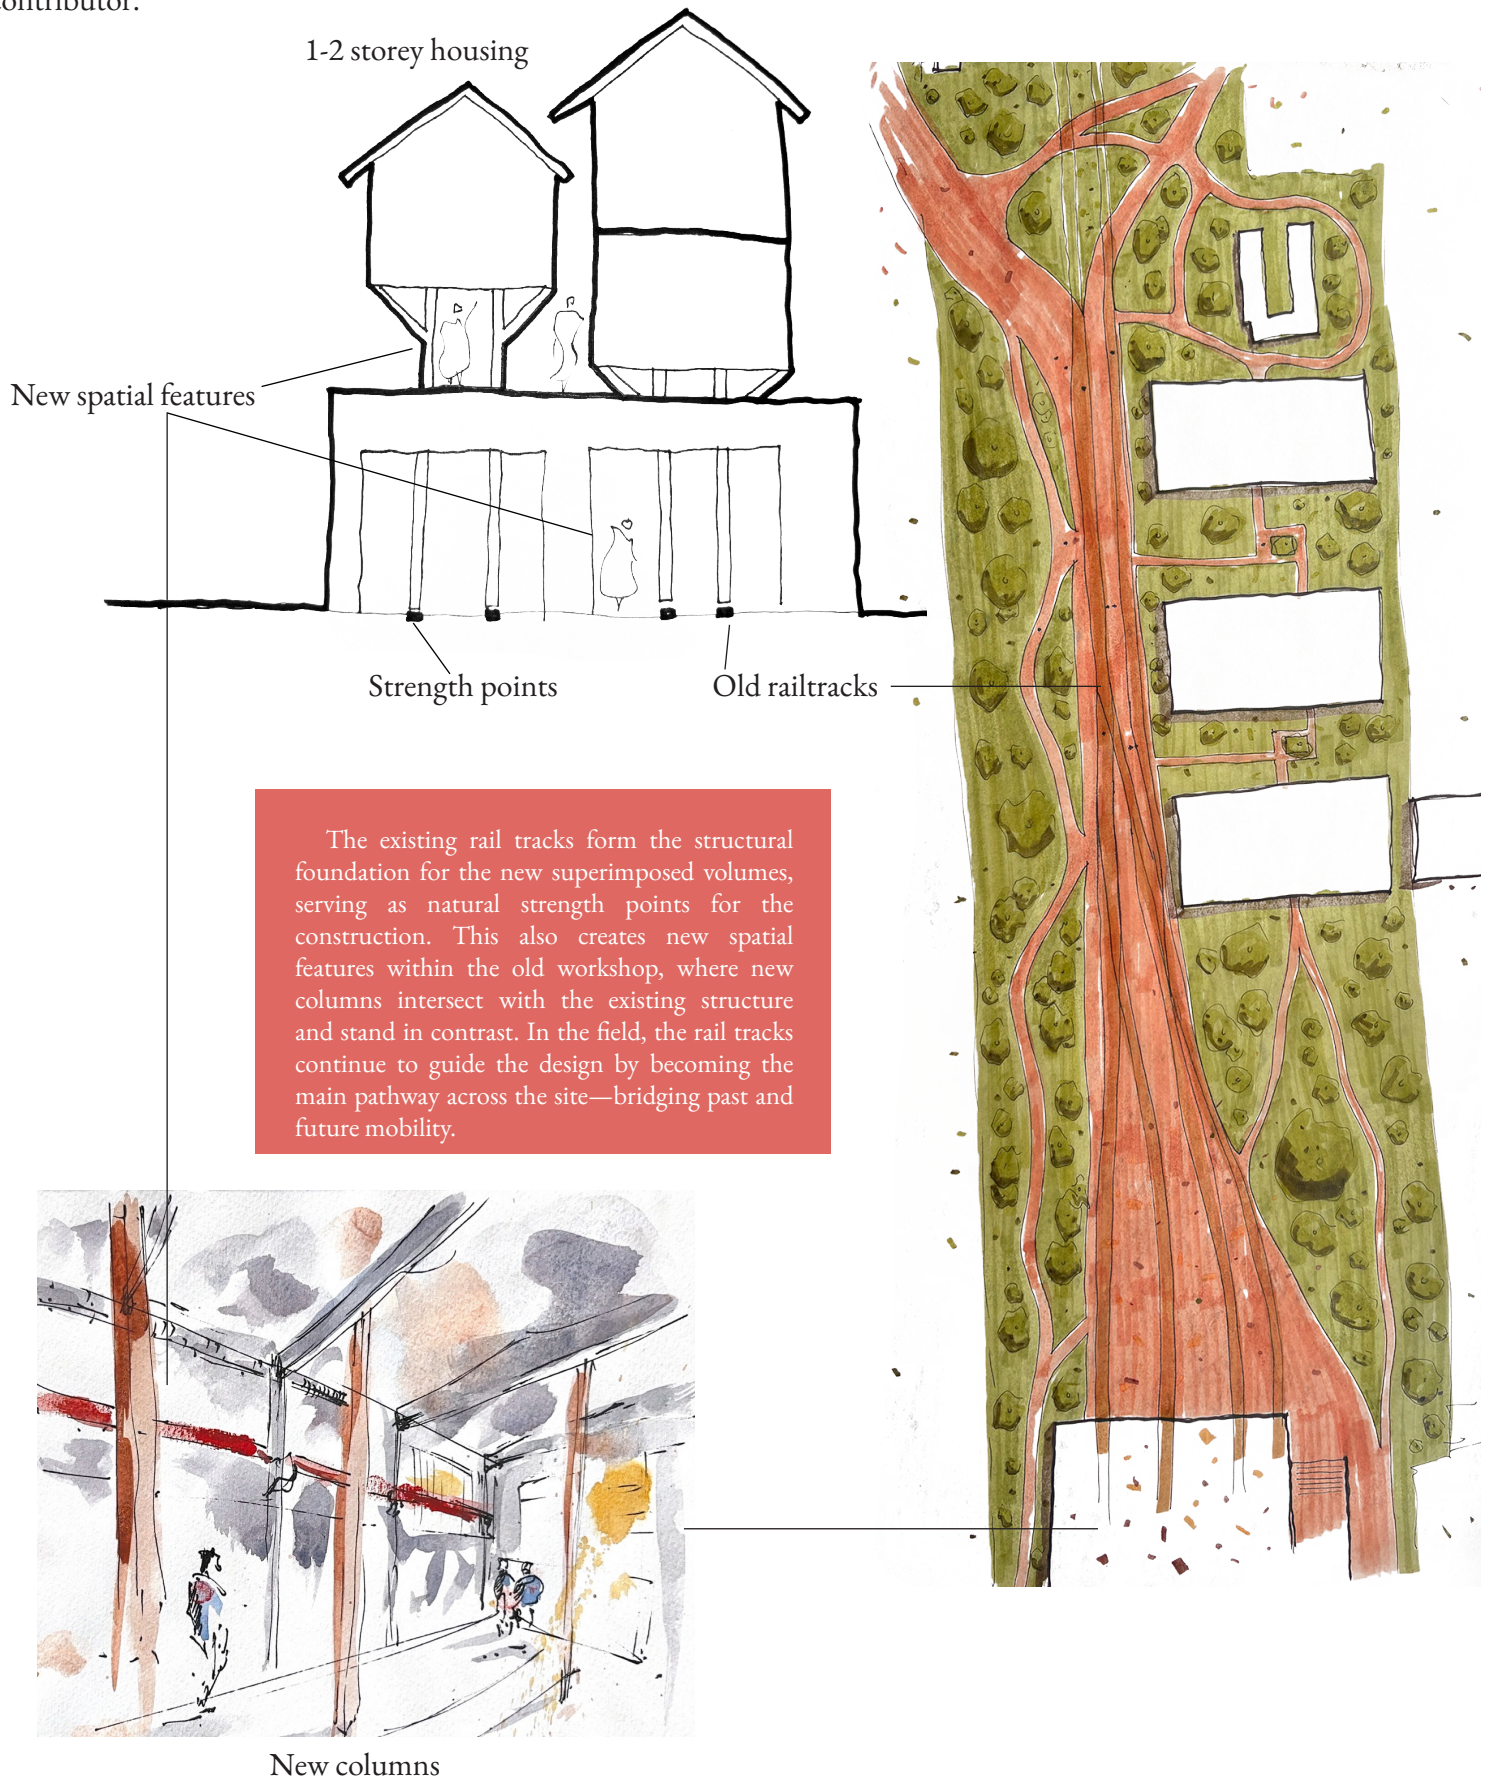 contributor.
1-2 storey housing
New spatial features
Strength points
Old railtracks
The existing rail tracks form the structural
foundation for the new superimposed volumes,
serving as natural strength points for the
construction. This also creates new spatial
features within the old workshop, where new
columns intersect with the existing structure
and stand in contrast. In the field, the rail tracks
continue to guide the design by becoming the
main pathway across the site—bridging past and
future mobility.
New columns